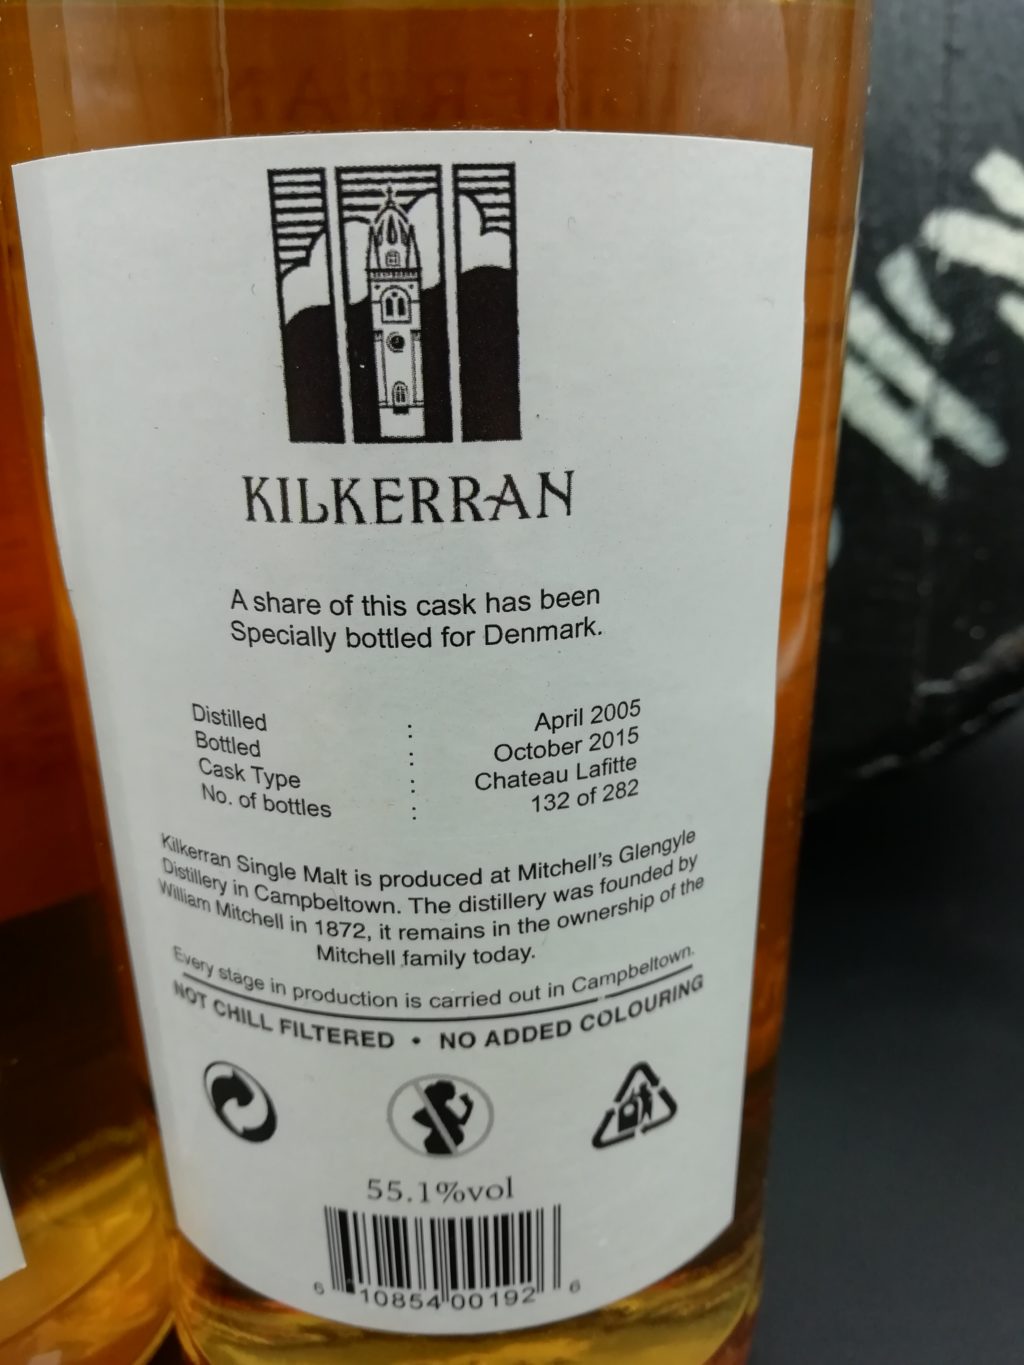 KILKERRAN
A share of this cask has been
Specially bottled for Denmark.
Distilled : April 2005
Bottled : October 2015
Cask Type : Chateau Lafitte
No. of bottles : 132 of 282
Kilkerran Single Malt is produced at Mitchell's Glengyle
Distillery in Campbeltown. The distillery was founded by
William Mitchell in 1872, it remains in the ownership of the
Mitchell family today.
Every stage in production is carried out in Campbeltown.
NOT CHILL FILTERED • NO ADDED COLOURING
55.1%vol
6 10854 00192 6